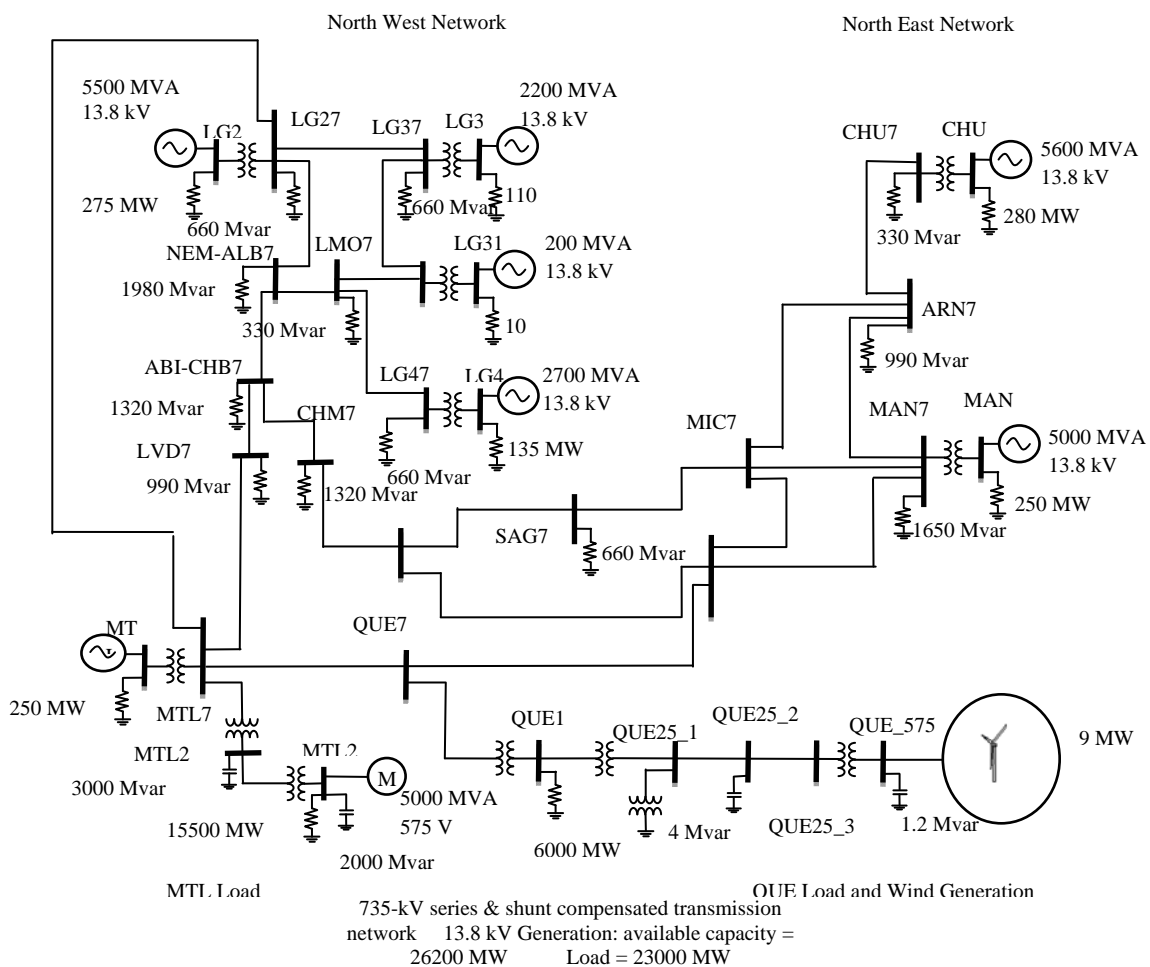 North West Network
North East Network
5500 MVA
13.8 kV
LG2
LG27
LG37
LG3
2200 MVA
13.8 kV
CHU7
CHU
5600 MVA
13.8 kV
275 MW
660 Mvar
660 Mvar
110
330 Mvar
280 MW
NEM-ALB7
LMO7
LG31
200 MVA
13.8 kV
1980 Mvar
330 Mvar
10
ARN7
990 Mvar
ABI-CHB7
LG47
LG4
2700 MVA
13.8 kV
1320 Mvar
CHM7
MIC7
MAN7
MAN
5000 MVA
13.8 kV
LVD7
135 MW
660 Mvar
990 Mvar
1320 Mvar
250 MW
1650 Mvar
SAG7
660 Mvar
MT
QUE7
250 MW
MTL7
QUE1
QUE25_1
QUE25_2
QUE_575
9 MW
MTL2
MTL2
3000 Mvar
M
5000 MVA
575 V
4 Mvar
QUE25_3
1.2 Mvar
15500 MW
2000 Mvar
6000 MW
MTL Load
QUE Load and Wind Generation
735-kV series & shunt compensated transmission
network 13.8 kV Generation: available capacity =
26200 MW Load = 23000 MW